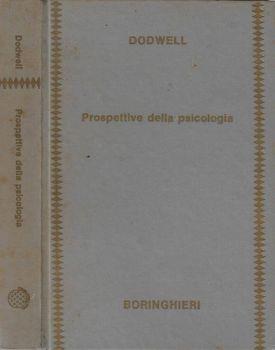 Dodwell
Prospettive della psicologia
DODWELL
Prospettive della psicologia
BORINGHIERI